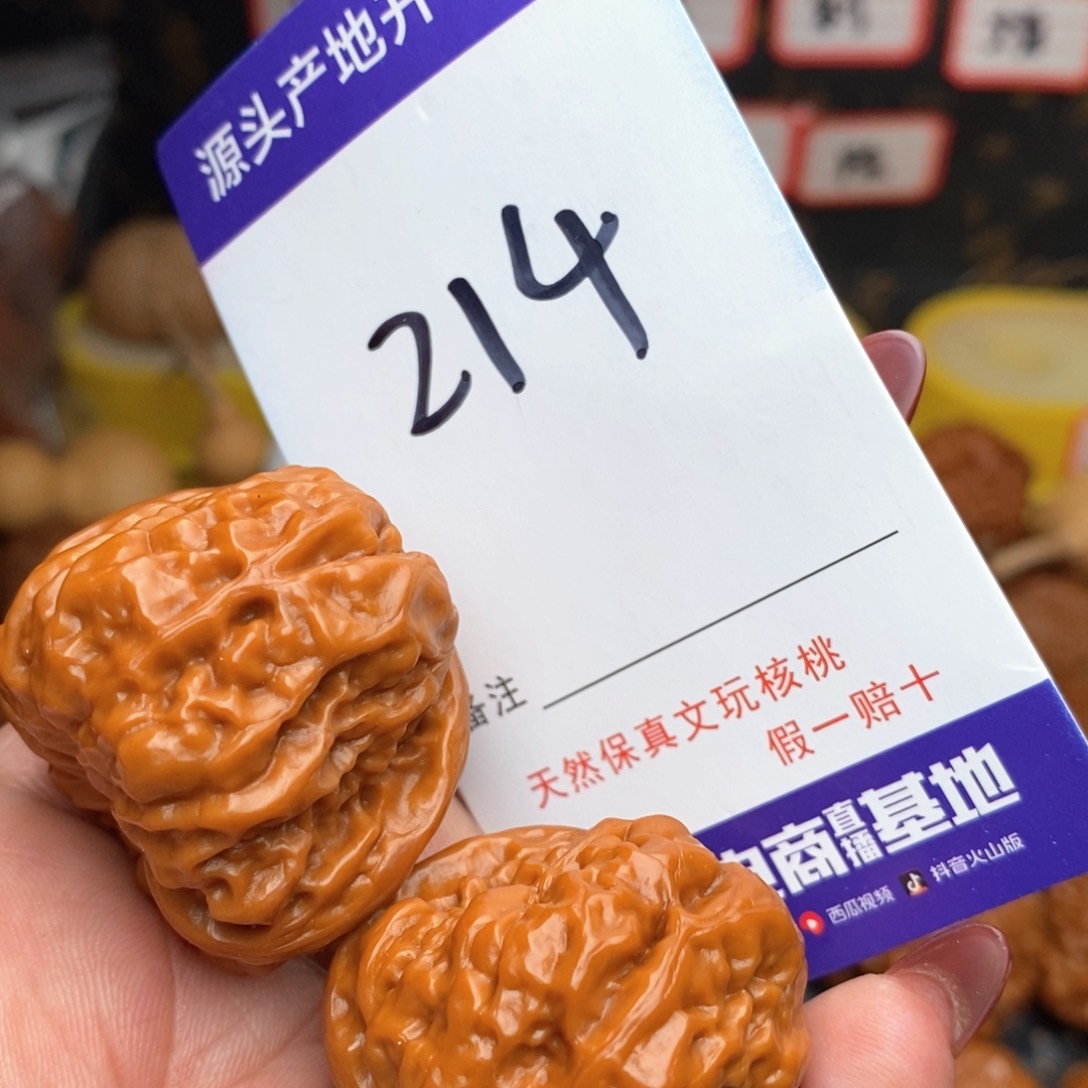 源头产地
214
备注
天然保真文玩核桃
假一赔十
电商直播基地
西瓜视频 抖音火山版